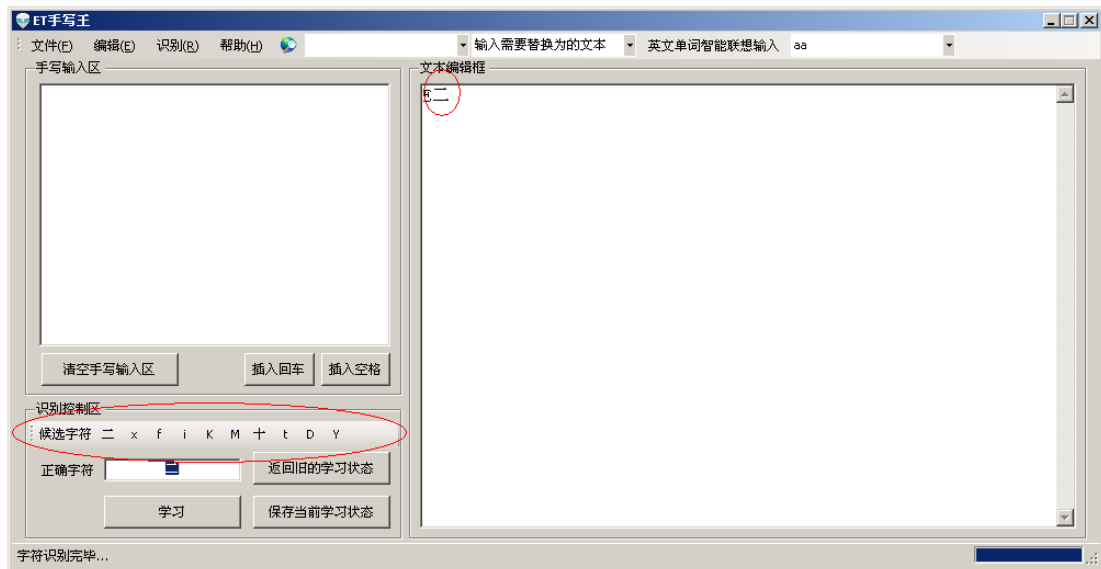 ET手写王
文件(F) 编辑(E) 识别(R) 帮助(H) 输入需要替换为的文本 英文单词智能联想输入 aa
手写输入区
文本编辑框
E二
清空手写输入区 插入回车 插入空格
识别控制区
候选字符 二 x f i K M 十 t D Y
正确字符 二 返回旧的学习状态
学习 保存当前学习状态
字符识别完毕...